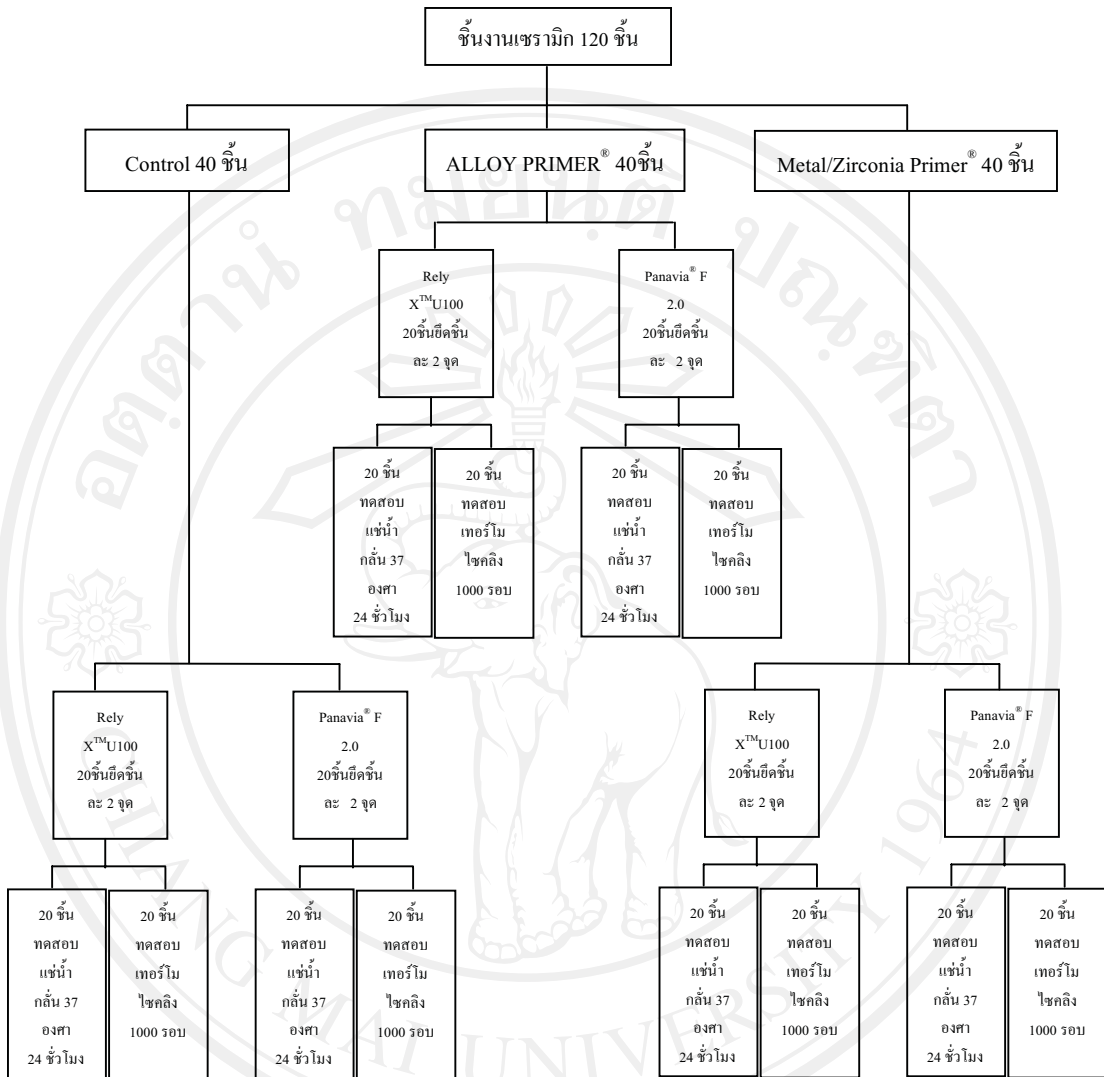 ชิ้นงานเซรามิก 120 ชิ้น
Control 40 ชิ้น
ALLOY PRIMER® 40ชิ้น
Metal/Zirconia Primer® 40 ชิ้น
Rely
X™U100
20ชิ้นยึดชิ้น
ละ 2 จุด
Panavia® F
2.0
20ชิ้นยึดชิ้น
ละ 2 จุด
20 ชิ้น
ทดสอบ
แช่น้ำ
กลั่น 37
องศา
24 ชั่วโมง
20 ชิ้น
ทดสอบ
เทอร์โม
ไซคลิง
1000 รอบ
20 ชิ้น
ทดสอบ
แช่น้ำ
กลั่น 37
องศา
24 ชั่วโมง
20 ชิ้น
ทดสอบ
เทอร์โม
ไซคลิง
1000 รอบ
Rely
X™U100
20ชิ้นยึดชิ้น
ละ 2 จุด
Panavia® F
2.0
20ชิ้นยึดชิ้น
ละ 2 จุด
Rely
X™U100
20ชิ้นยึดชิ้น
ละ 2 จุด
Panavia® F
2.0
20ชิ้นยึดชิ้น
ละ 2 จุด
20 ชิ้น
ทดสอบ
แช่น้ำ
กลั่น 37
องศา
24 ชั่วโมง
20 ชิ้น
ทดสอบ
เทอร์โม
ไซคลิง
1000 รอบ
20 ชิ้น
ทดสอบ
แช่น้ำ
กลั่น 37
องศา
24 ชั่วโมง
20 ชิ้น
ทดสอบ
เทอร์โม
ไซคลิง
1000 รอบ
20 ชิ้น
ทดสอบ
แช่น้ำ
กลั่น 37
องศา
24 ชั่วโมง
20 ชิ้น
ทดสอบ
เทอร์โม
ไซคลิง
1000 รอบ
20 ชิ้น
ทดสอบ
แช่น้ำ
กลั่น 37
องศา
24 ชั่วโมง
20 ชิ้น
ทดสอบ
เทอร์โม
ไซคลิง
1000 รอบ
อตฺตานํ ทมยนฺติ ปณฺฑิตา
CHIANG MAI UNIVERSITY 1964